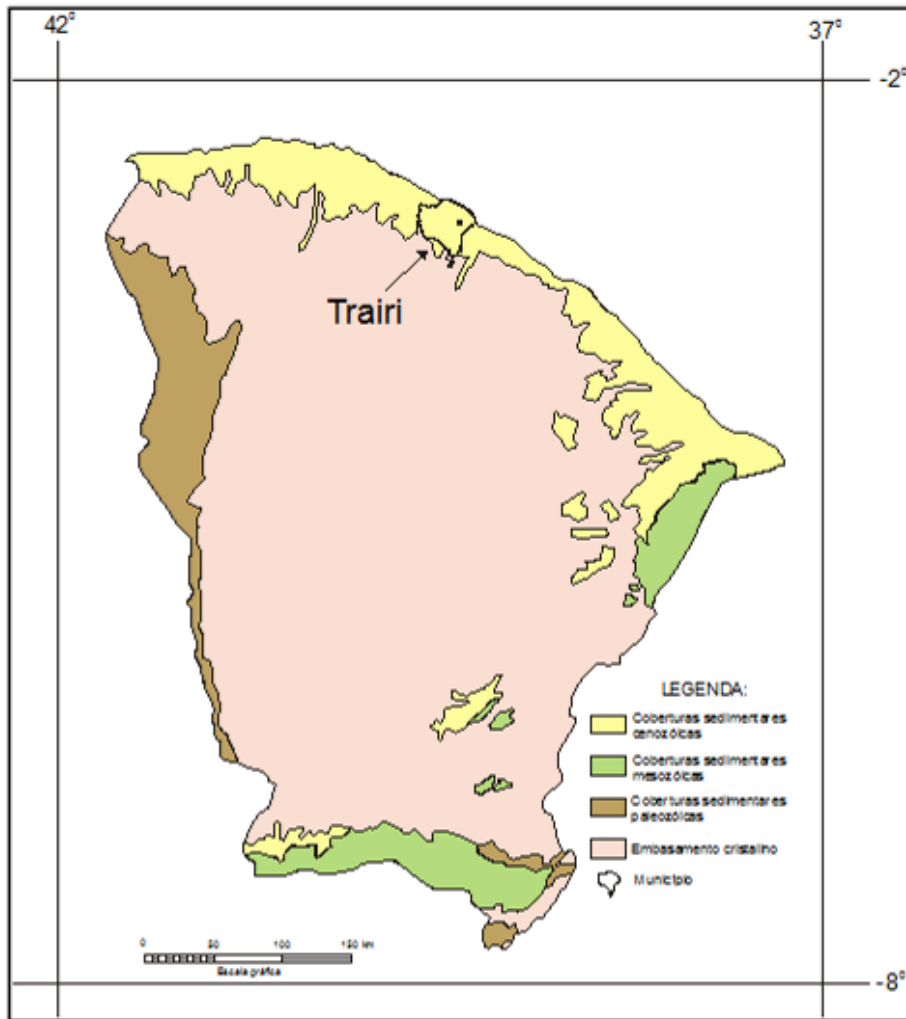 42°
37°
-2°
Trairi
LEGENDA:
Coberturas sedimentares
cenozóicas
Coberturas sedimentares
mesozóicas
Coberturas sedimentares
paleozóicas
Embasamento cristalino
Município
0 50 100 150 km
Escala gráfica
-8°